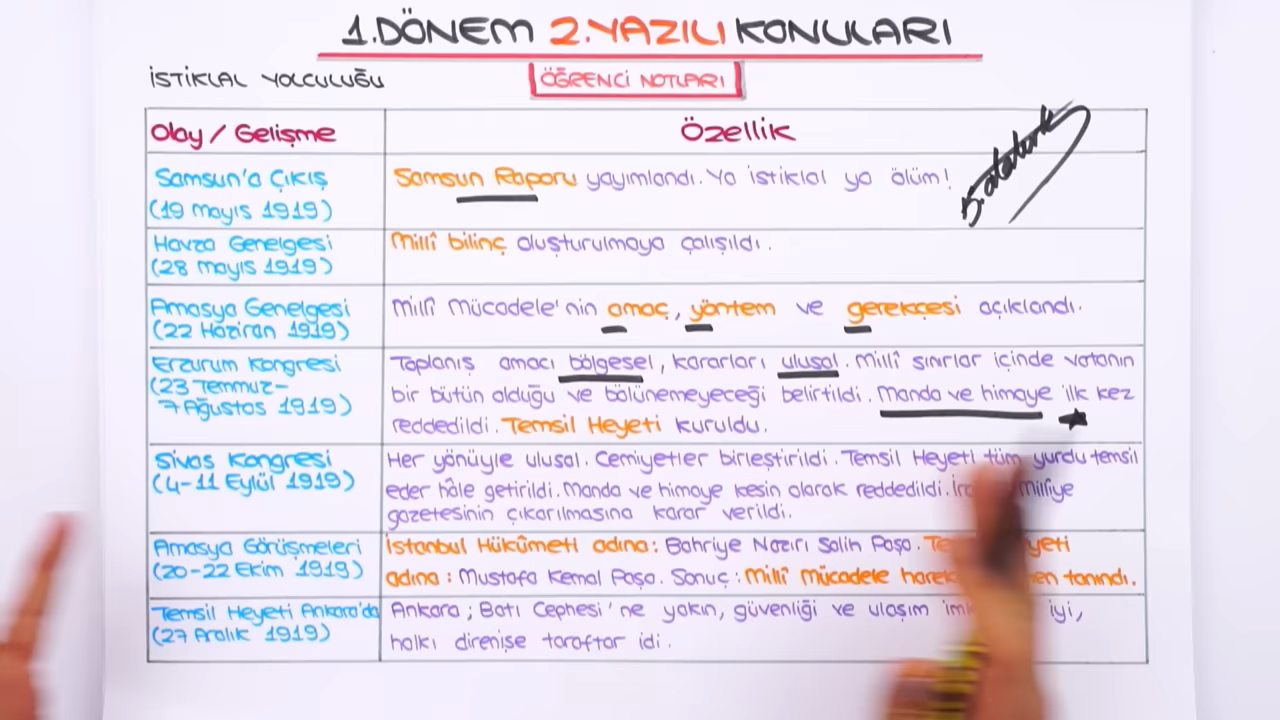 1.DÖNEM 2.YAZILI KONULARI
İSTİKLAL YOLCULUĞU
ÖĞRENCİ NOTLARI
Olay / Gelişme
Özellik
K.Atatürk
Samsun'a Çıkış
(19 Mayıs 1919)
Samsun Raporu yayımlandı. Ya istiklal ya ölüm!
Havza Genelgesi
(28 Mayıs 1919)
Millî bilinç oluşturulmaya çalışıldı.
Amasya Genelgesi
(22 Haziran 1919)
Millî Mücadele'nin amaç, yöntem ve gerekçesi açıklandı.
Erzurum Kongresi
(23 Temmuz-
7 Ağustos 1919)
Toplanış amacı bölgesel, kararları ulusal. Millî sınırlar içinde vatanın
bir bütün olduğu ve bölünemeyeceği belirtildi. Manda ve himaye ilk kez
reddedildi. Temsil Heyeti kuruldu.
Sivas Kongresi
(4-11 Eylül 1919)
Her yönüyle ulusal. Cemiyetler birleştirildi. Temsil Heyeti tüm yurdu temsil
eder hâle getirildi. Manda ve himaye kesin olarak reddedildi.
gazetesinin çıkarılmasına karar verildi.
Amasya Görüşmeleri
(20-22 Ekim 1919)
İstanbul Hükûmeti adına: Bahriye Nazırı Salih Paşa.
adına: Mustafa Kemal Paşa. Sonuç: Millî Mücadele tanındı.
Temsil Heyeti Ankara'da
(27 Aralık 1919)
Ankara; Batı Cephesi'ne yakın, güvenliği ve ulaşım iyi,
halkı direnişe taraftar idi.